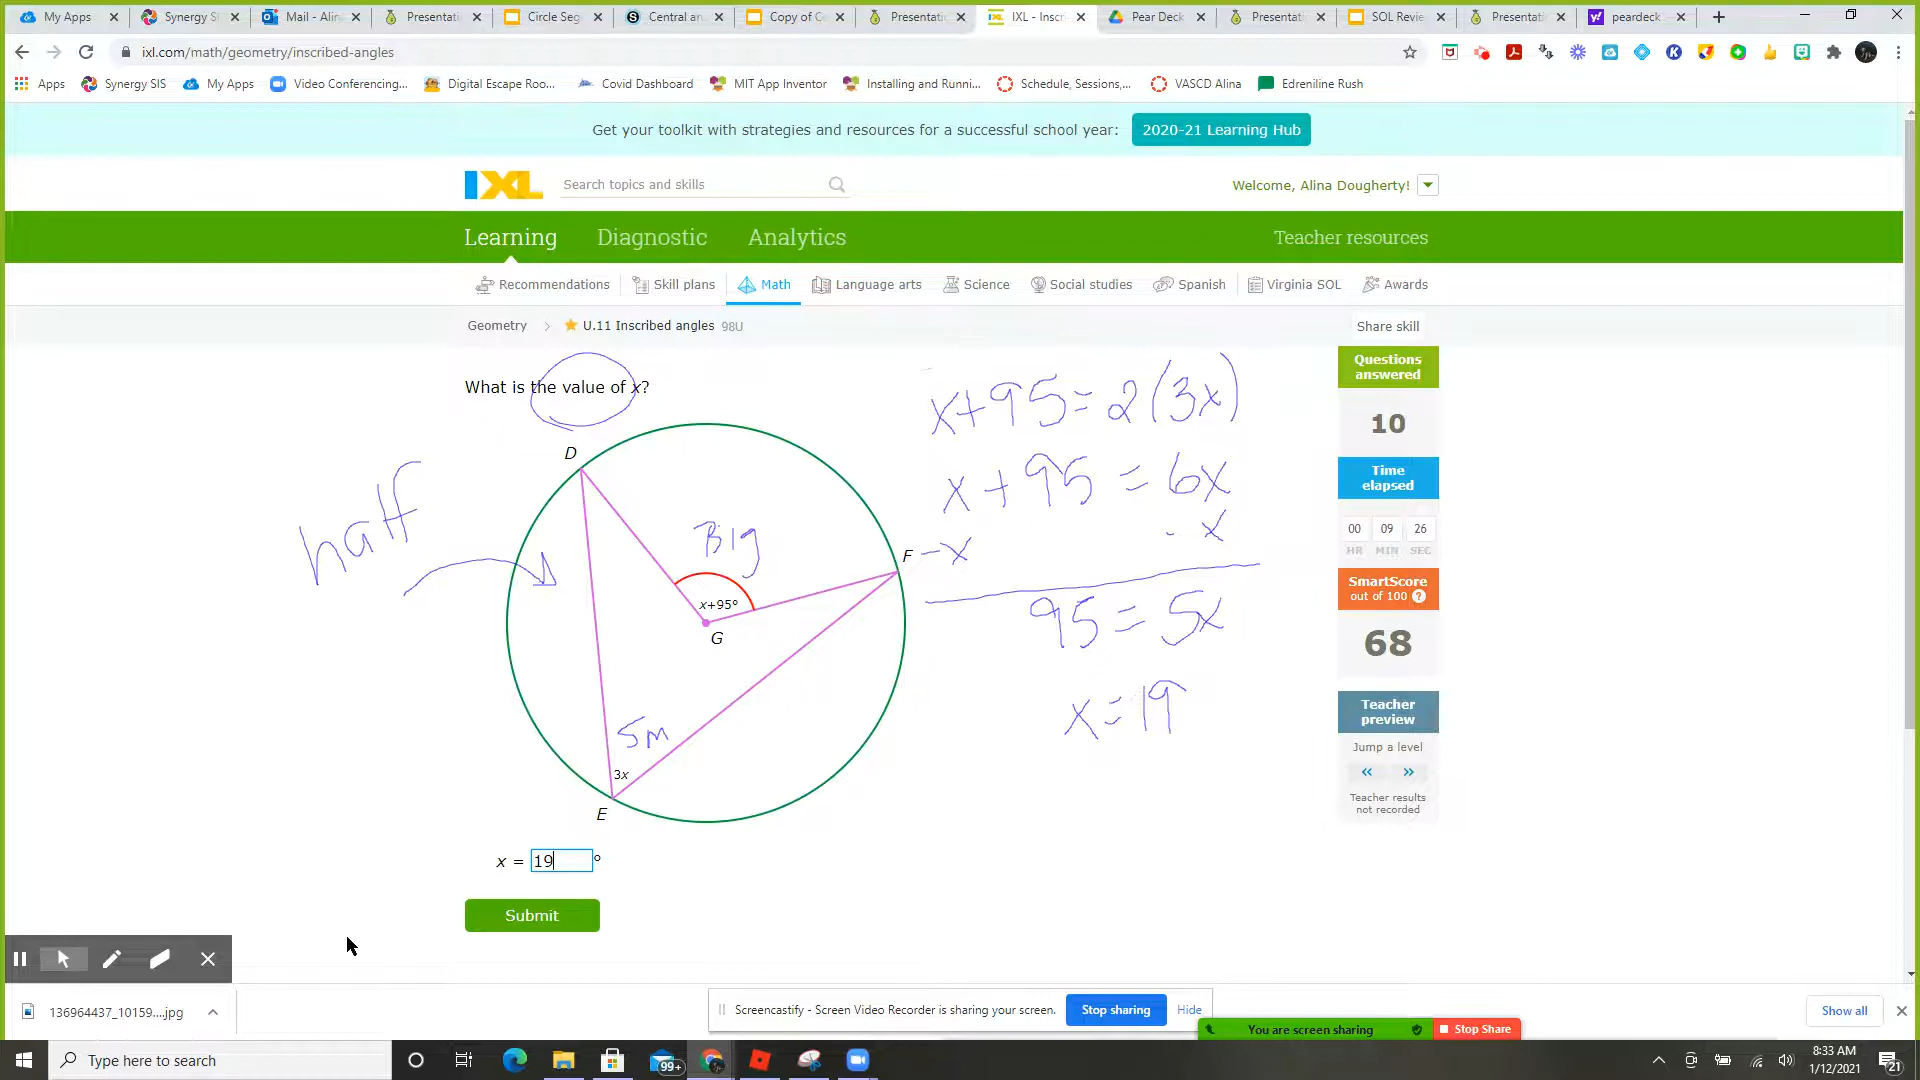 My Apps
Synergy S
Mail - Alin
Presentati
Circle Seg
Central an
Copy of C
Presentati
IXL - Inscri
Pear Deck
Presentati
SOL Revie
Presentati
peardeck
ixl.com/math/geometry/inscribed-angles
Apps Synergy SIS My Apps Video Conferencing... Digital Escape Roo... Covid Dashboard MIT App Inventor Installing and Runni... Schedule, Sessions,... VASCD Alina Edreniline Rush
Get your toolkit with strategies and resources for a successful school year: 2020-21 Learning Hub
IXL
Search topics and skills
Welcome, Alina Dougherty!
Learning Diagnostic Analytics Teacher resources
Recommendations Skill plans Math Language arts Science Social studies Spanish Virginia SOL Awards
Geometry > U.11 Inscribed angles 98U
Share skill
What is the value of x?
D
F
G
E
x+95°
3x
half
Big
Sm
x+95=2(3x)
x+95=6x
-x -x
95=5x
x=19
x = 19 °
Submit
Questions answered
10
Time elapsed
00 09 26
HR MIN SEC
SmartScore
out of 100 ?
68
Teacher preview
Jump a level
« »
Teacher results
not recorded
136964437_10159....jpg
Screencastify - Screen Video Recorder is sharing your screen. Stop sharing Hide
You are screen sharing Stop Share
Show all
Type here to search
99+
8:33 AM
1/12/2021
21